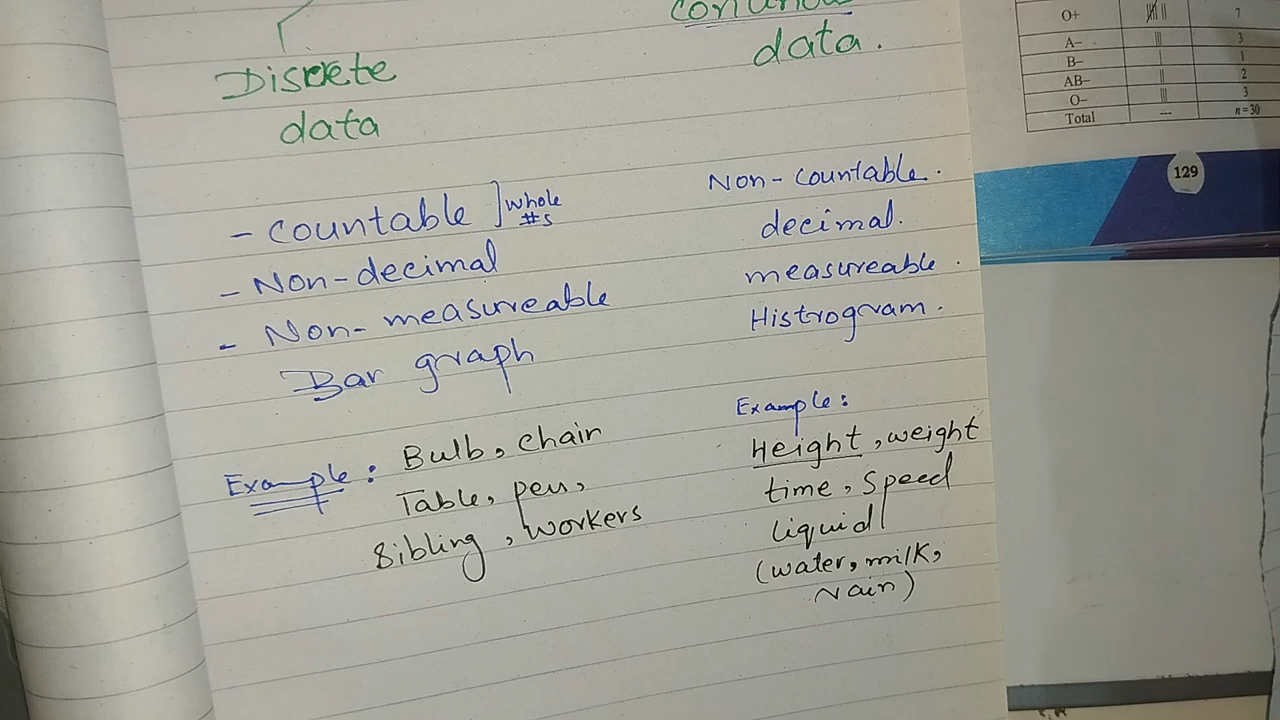 Discrete
data
continuous
data.
- countable ] whole #s
- Non-decimal
- Non-measureable
Bar graph
Example: Bulb, chair
Table, pen,
Sibling, workers
Non-countable.
decimal.
measureable.
Histrogram.
Example:
Height, weight
time, Speed
liquid
(water, milk,
rain)
O+ 7
A– ||| 3
B– | 1
AB– || 2
O– ||| 3
Total --- n = 30
129